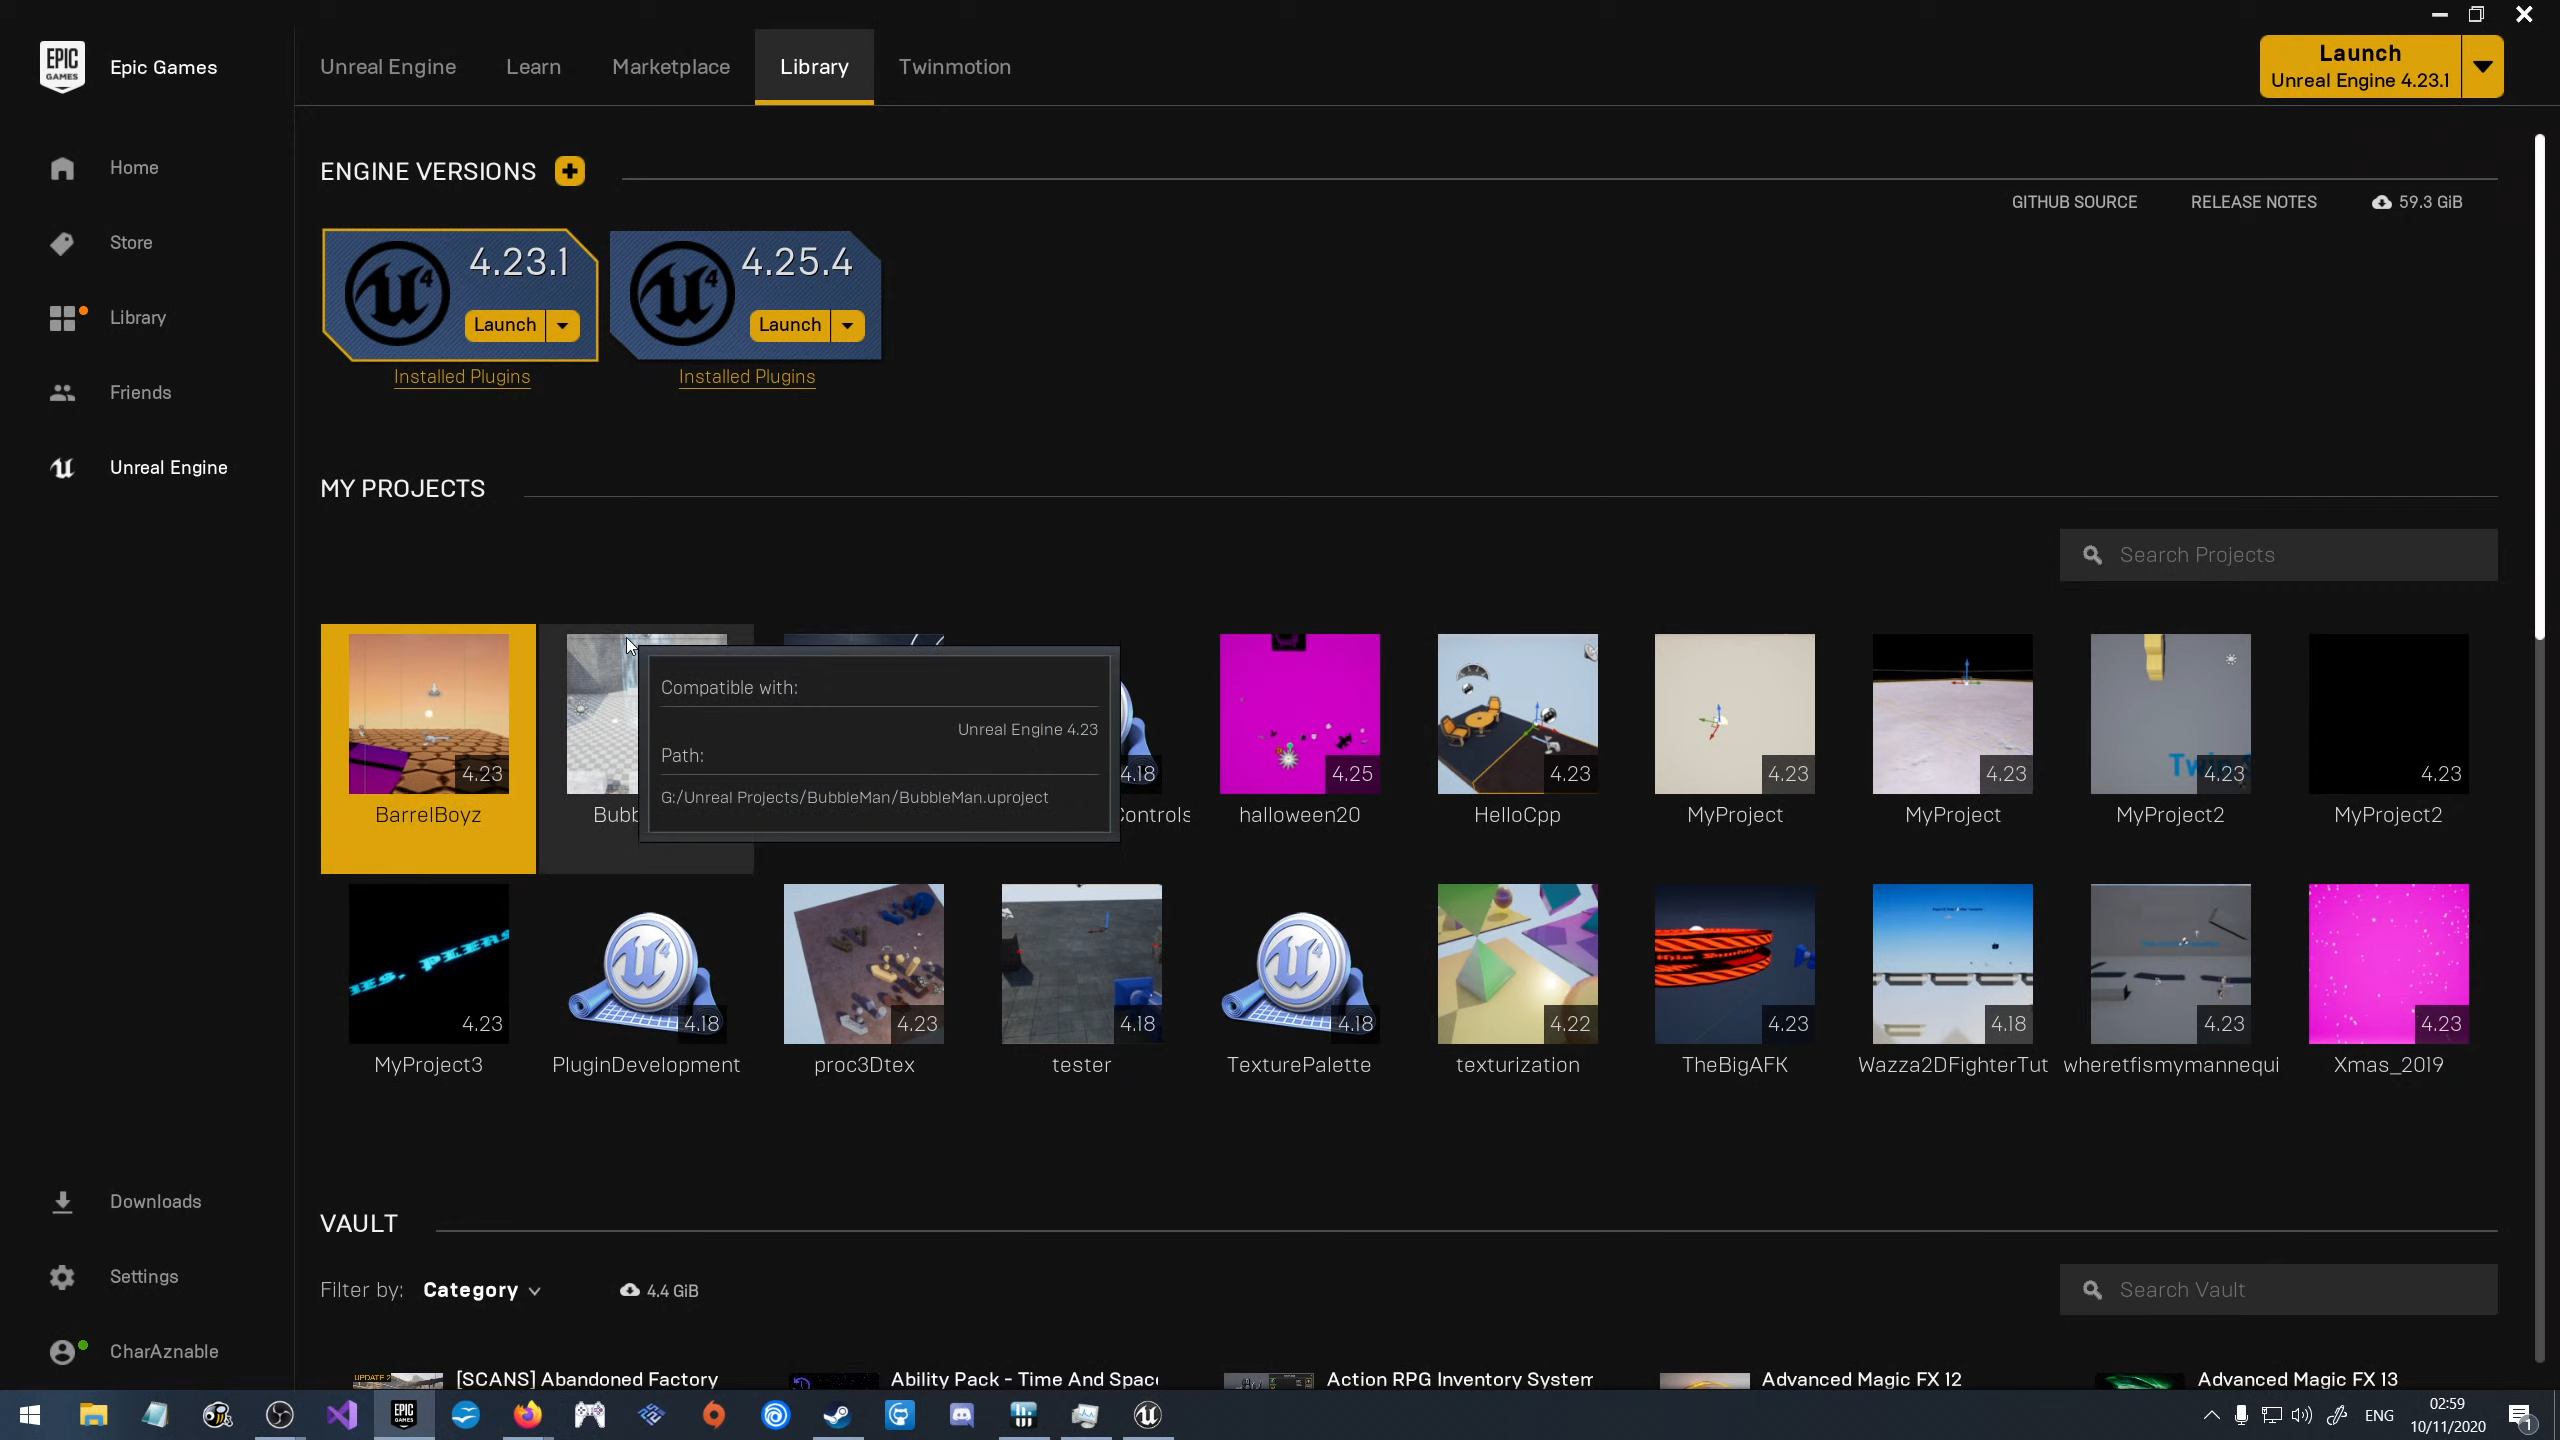 EPIC GAMES
Epic Games
Unreal Engine
Learn
Marketplace
Library
Twinmotion
Launch
Unreal Engine 4.23.1
Home
Store
Library
Friends
Unreal Engine
ENGINE VERSIONS
GITHUB SOURCE
RELEASE NOTES
59.3 GiB
4.23.1
Launch
Installed Plugins
4.25.4
Launch
Installed Plugins
MY PROJECTS
Search Projects
4.23
BarrelBoyz
Bubb
Compatible with:
Unreal Engine 4.23
Path:
G:/Unreal Projects/BubbleMan/BubbleMan.uproject
4.18
Controls
4.25
halloween20
4.23
HelloCpp
4.23
MyProject
4.23
MyProject
4.23
MyProject2
4.23
MyProject2
4.23
MyProject3
4.18
PluginDevelopment
4.23
proc3Dtex
4.18
tester
4.18
TexturePalette
4.22
texturization
4.23
TheBigAFK
4.18
Wazza2DFighterTut
4.23
wheretfismymannequi
4.23
Xmas_2019
VAULT
Filter by:
Category
4.4 GiB
Search Vault
[SCANS] Abandoned Factory
Ability Pack - Time And Space
Action RPG Inventory System
Advanced Magic FX 12
Advanced Magic FX 13
Downloads
Settings
CharAznable
ENG
02:59
10/11/2020
1